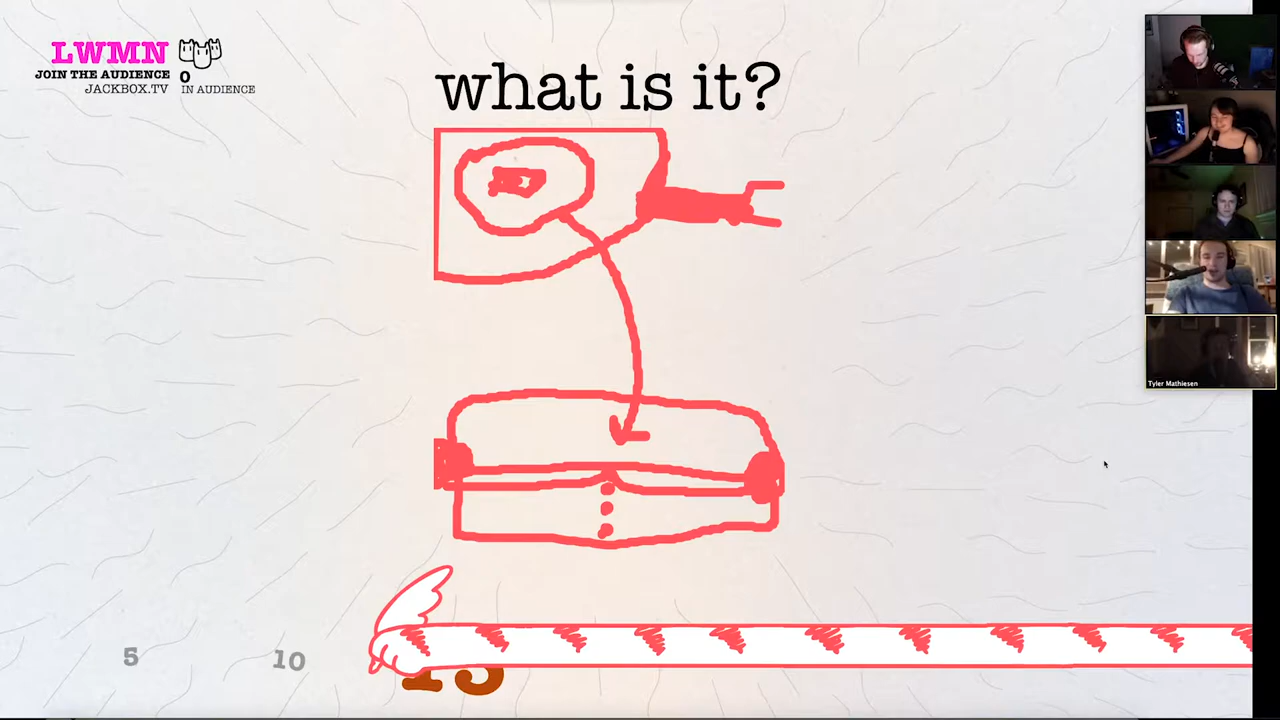 LWMN
JOIN THE AUDIENCE
JACKBOX.TV
0
IN AUDIENCE
what is it?
Tyler Mathiesen
5
10